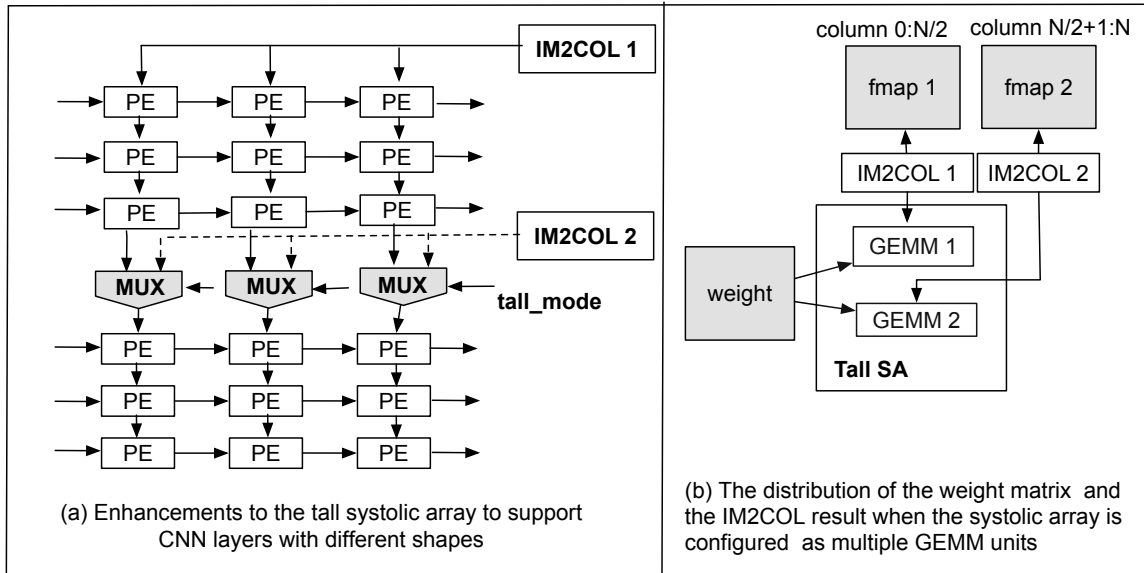 IM2COL 1
PE PE PE
PE PE PE
PE PE PE
IM2COL 2
MUX MUX MUX
tall_mode
PE PE PE
PE PE PE
PE PE PE
(a) Enhancements to the tall systolic array to support
CNN layers with different shapes
column 0:N/2 column N/2+1:N
fmap 1 fmap 2
IM2COL 1 IM2COL 2
GEMM 1
weight
GEMM 2
Tall SA
(b) The distribution of the weight matrix and
the IM2COL result when the systolic array is
configured as multiple GEMM units